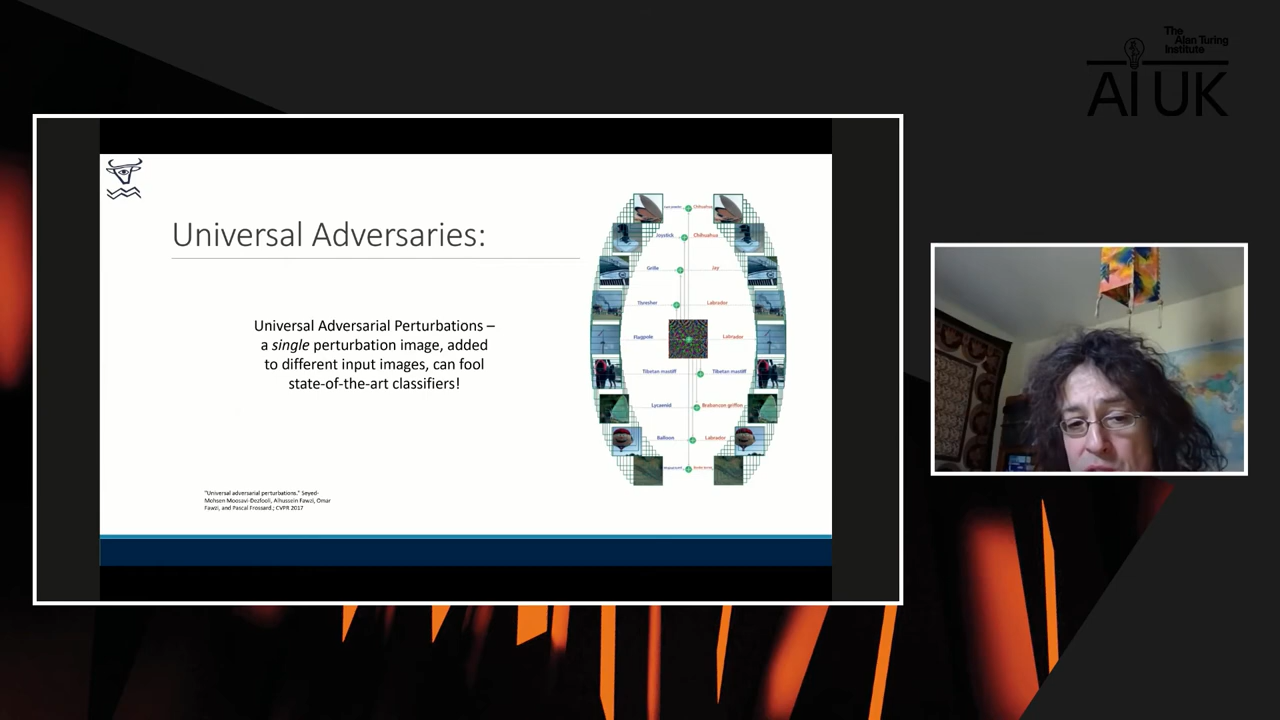 The
Alan Turing
Institute
AI UK
Universal Adversaries:
Universal Adversarial Perturbations –
a single perturbation image, added
to different input images, can fool
state-of-the-art classifiers!
"Universal adversarial perturbations." Seyed-
Mohsen Moosavi-Dezfooli, Alhussein Fawzi, Omar
Fawzi, and Pascal Frossard.; CVPR 2017
Chihuahua
Joystick Chihuahua
Grille Jay
Thresher Labrador
Flagpole Labrador
Tibetan mastiff Tibetan mastiff
Lycaenid Brabancon griffon
Balloon Labrador